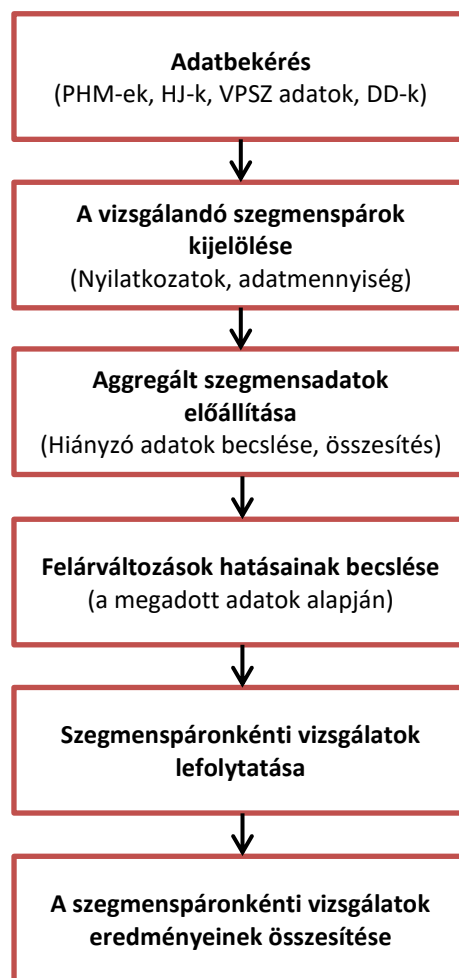 Adatbekérés
(PHM-ek, HJ-k, VPSZ adatok, DD-k)
A vizsgálandó szegmenspárok
kijelölése
(Nyilatkozatok, adatmennyiség)
Aggregált szegmensadatok
előállítása
(Hiányzó adatok becslése, összesítés)
Felárváltozások hatásainak becslése
(a megadott adatok alapján)
Szegmenspáronkénti vizsgálatok
lefolytatása
A szegmenspáronkénti vizsgálatok
eredményeinek összesítése